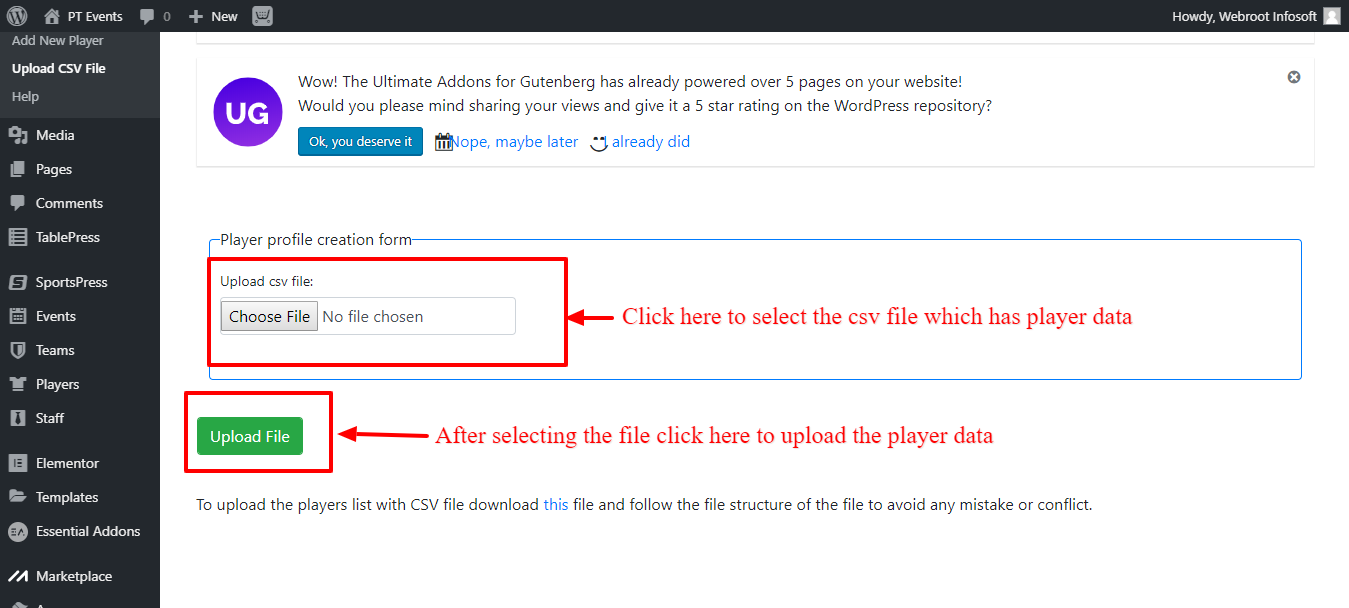 PT Events 0 New Howdy, Webroot Infosoft
Add New Player
Upload CSV File
Help
Media
Pages
Comments
TablePress
SportsPress
Events
Teams
Players
Staff
Elementor
Templates
Essential Addons
Marketplace
UG
Wow! The Ultimate Addons for Gutenberg has already powered over 5 pages on your website!
Would you please mind sharing your views and give it a 5 star rating on the WordPress repository?
Ok, you deserve it Nope, maybe later already did
Player profile creation form
Upload csv file:
Choose File No file chosen
Click here to select the csv file which has player data
Upload File
After selecting the file click here to upload the player data
To upload the players list with CSV file download this file and follow the file structure of the file to avoid any mistake or conflict.